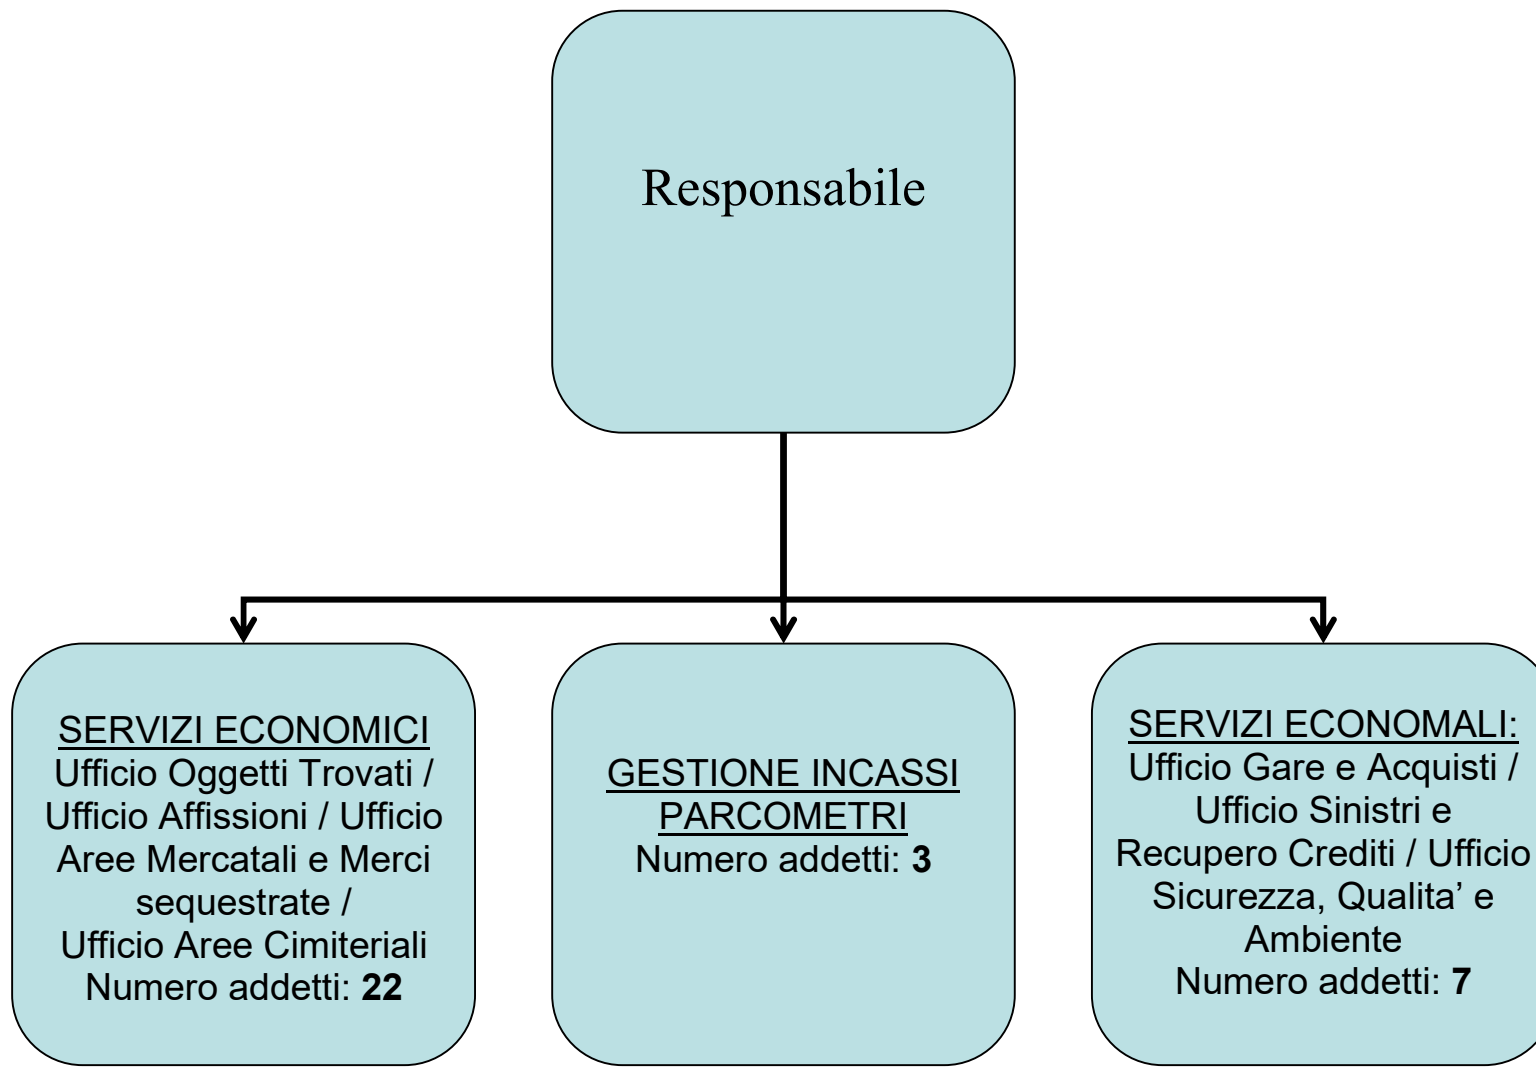 Responsabile
SERVIZI ECONOMICI
Ufficio Oggetti Trovati /
Ufficio Affissioni / Ufficio
Aree Mercatali e Merci
sequestrate /
Ufficio Aree Cimiteriali
Numero addetti: 22
GESTIONE INCASSI
PARCOMETRI
Numero addetti: 3
SERVIZI ECONOMALI:
Ufficio Gare e Acquisti /
Ufficio Sinistri e
Recupero Crediti / Ufficio
Sicurezza, Qualita’ e
Ambiente
Numero addetti: 7